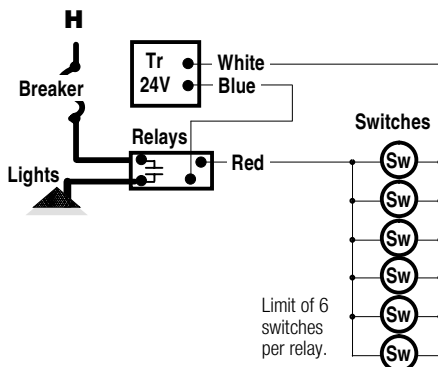 H
Tr
24V
White
Blue
Breaker
Relays
Switches
Red
Lights
Sw
Sw
Sw
Sw
Sw
Sw
Limit of 6
switches
per relay.